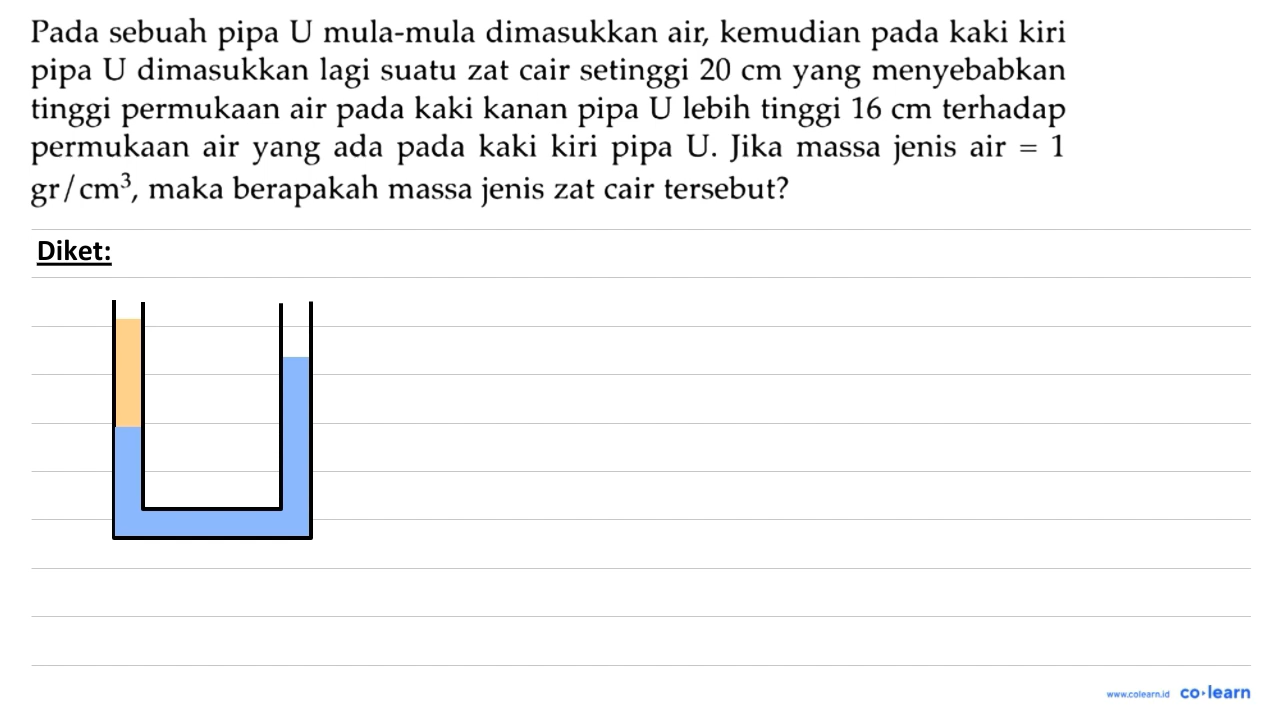 Pada sebuah pipa U mula-mula dimasukkan air, kemudian pada kaki kiri
pipa U dimasukkan lagi suatu zat cair setinggi 20 cm yang menyebabkan
tinggi permukaan air pada kaki kanan pipa U lebih tinggi 16 cm terhadap
permukaan air yang ada pada kaki kiri pipa U. Jika massa jenis air = 1
gr/cm³, maka berapakah massa jenis zat cair tersebut?
Diket:
www.colearn.id co·learn